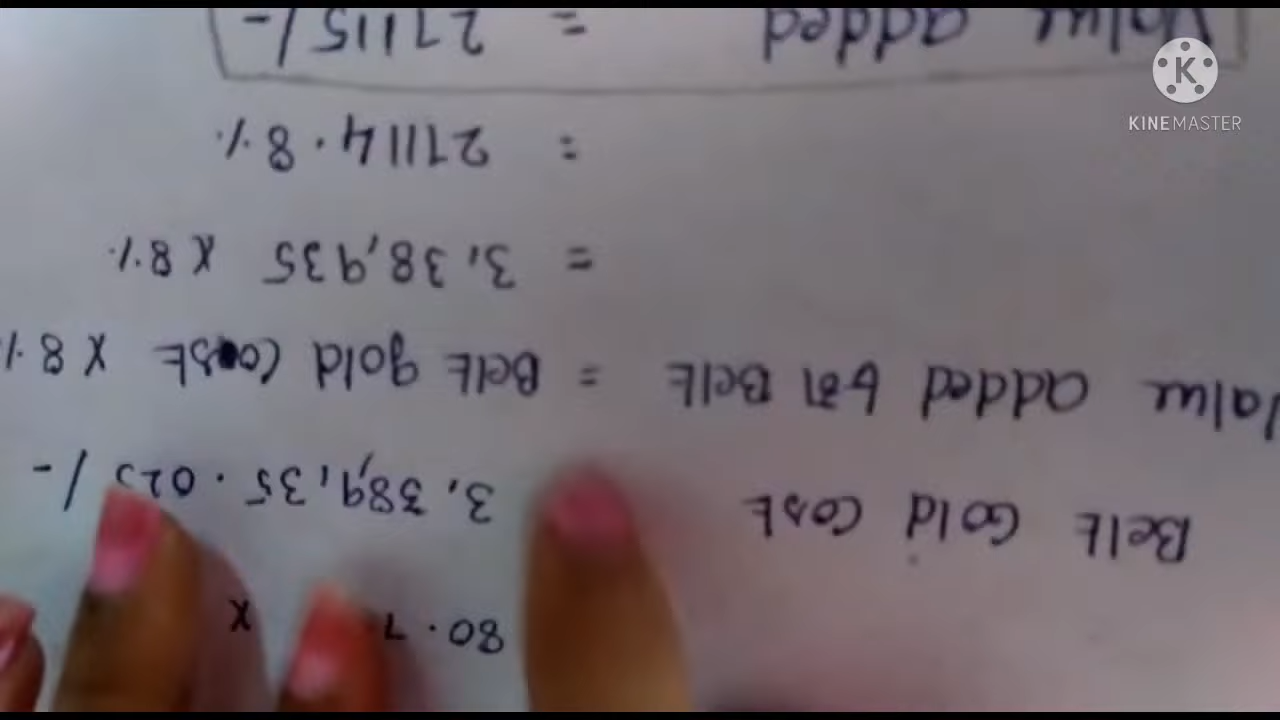 80.7 x
Belt Gold Cost 3,389,35.025/-
Value added Belt = Belt gold Cost x 8%
= 3,38,935 x 8%
= 27114.8%
Value added = 27115/-
K
KINEMASTER